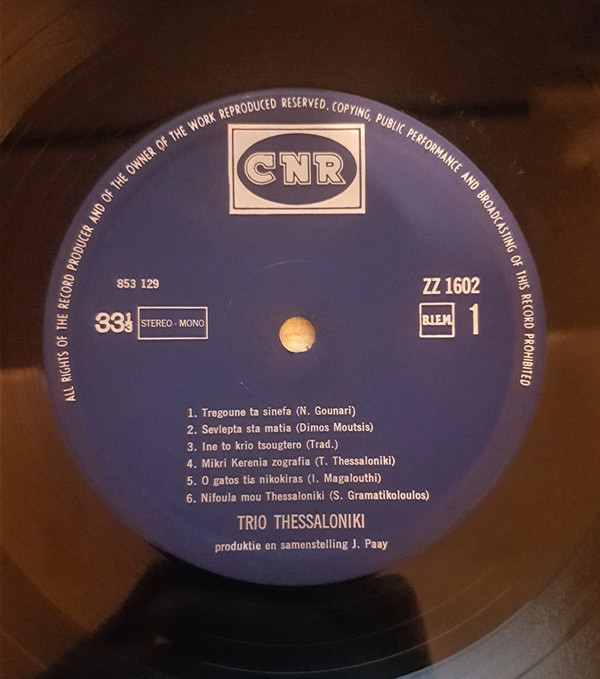 ALL RIGHTS OF THE RECORD PRODUCER AND OF THE OWNER OF THE WORK REPRODUCED RESERVED. COPYING, PUBLIC PERFORMANCE AND BROADCASTING OF THIS RECORD PROHIBITED
CNR
853 129
ZZ 1602
33⅓ STEREO - MONO
B.I.E.M. 1
1. Tregoune ta sinefa (N. Gounari)
2. Sevlepta sta matia (Dimos Moutsis)
3. Ine to krio tsougtero (Trad.)
4. Mikri Kerenia zografia (T. Thessaloniki)
5. O gatos tis nikokiras (I. Magalouthi)
6. Nifoula mou Thessaloniki (S. Gramatikoloulos)
TRIO THESSALONIKI
produktie en samenstelling J. Paay